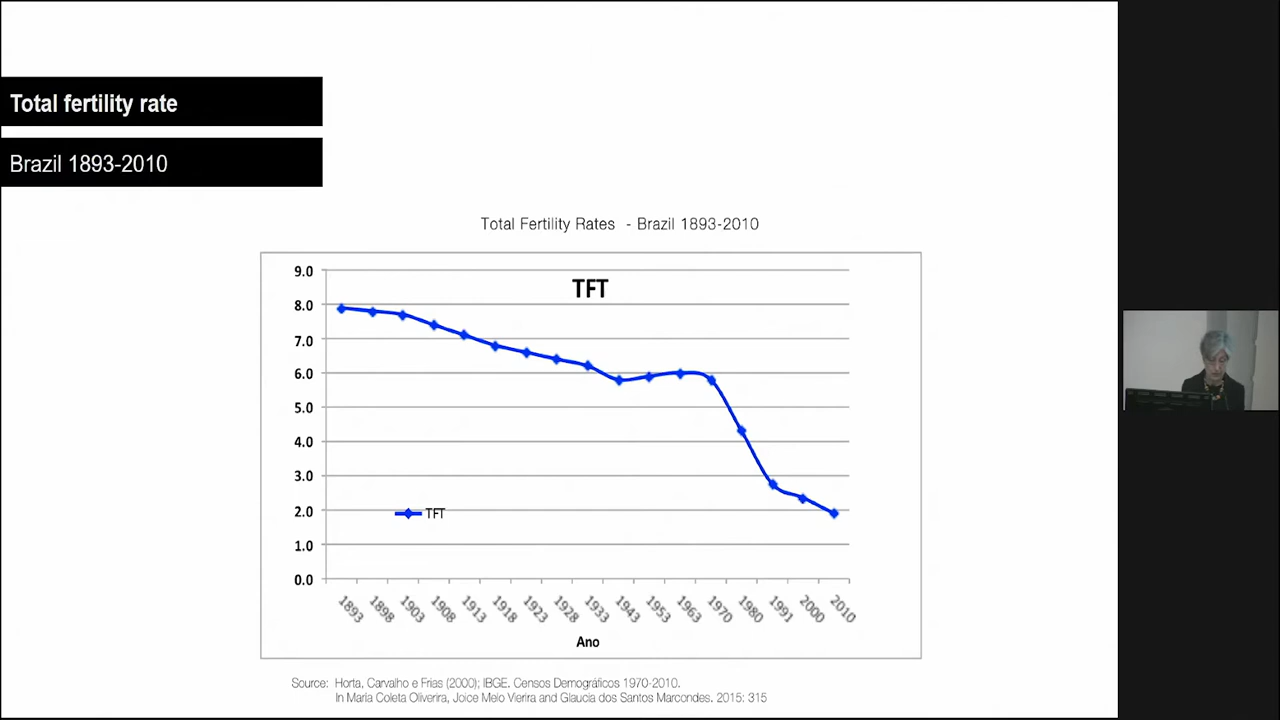 Total fertility rate
Brazil 1893-2010
Total Fertility Rates - Brazil 1893-2010
TFT
9.0
8.0
7.0
6.0
5.0
4.0
3.0
2.0
1.0
0.0
TFT
1893 1898 1903 1908 1913 1918 1923 1928 1933 1943 1953 1963 1970 1980 1991 2000 2010
Ano
Source: Horta, Carvalho e Frias (2000); IBGE. Censos Demográficos 1970-2010.
In Maria Coleta Oliverira, Joice Melo Vierira and Glaucia dos Santos Marcondes. 2015: 315